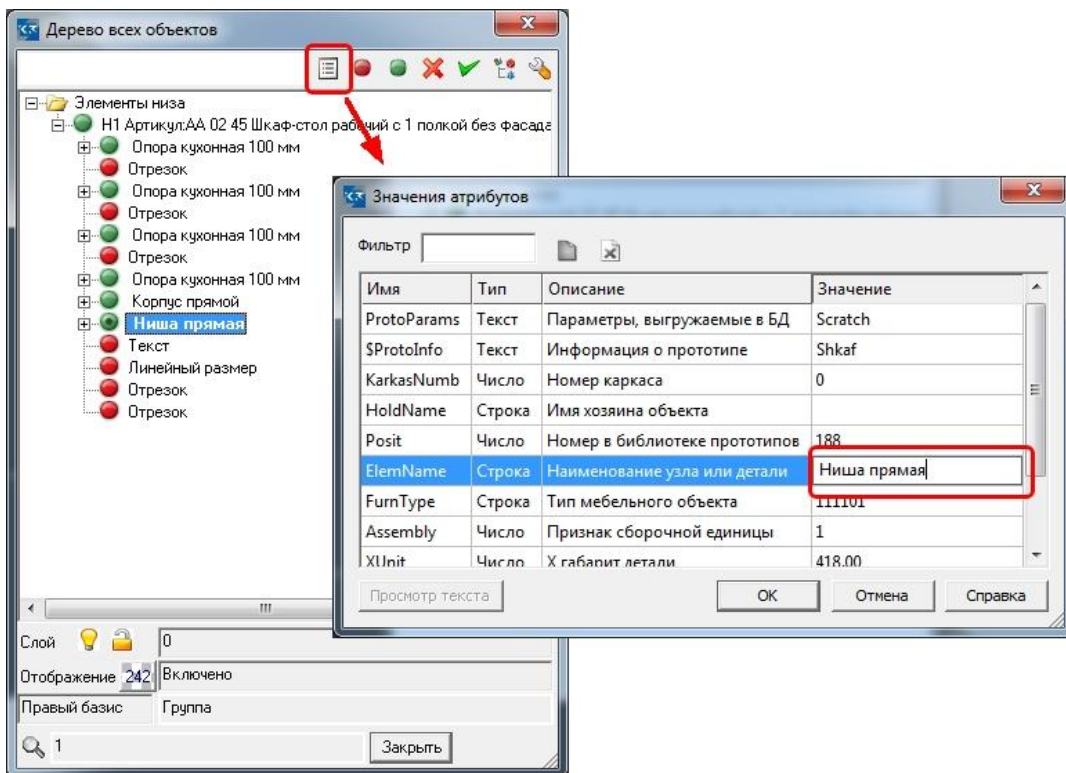 Дерево всех объектов
Элементы низа
Н1 Артикул:АА 02 45 Шкаф-стол рабочий с 1 полкой без фасада
Опора кухонная 100 мм
Отрезок
Опора кухонная 100 мм
Отрезок
Опора кухонная 100 мм
Отрезок
Опора кухонная 100 мм
Корпус прямой
Ниша прямая
Текст
Линейный размер
Отрезок
Отрезок
Слой 0
Отображение 242 Включено
Правый базис Группа
1 Закрыть
Значения атрибутов
Фильтр
Имя Тип Описание Значение
ProtoParams Текст Параметры, выгружаемые в БД Scratch
$ProtoInfo Текст Информация о прототипе Shkaf
KarkasNumb Число Номер каркаса 0
HoldName Строка Имя хозяина объекта
Posit Число Номер в библиотеке прототипов 188
ElemName Строка Наименование узла или детали Ниша прямая
FurnType Строка Тип мебельного объекта 111101
Assembly Число Признак сборочной единицы 1
XUnit Число X габарит детали 418.00
Просмотр текста ОК Отмена Справка